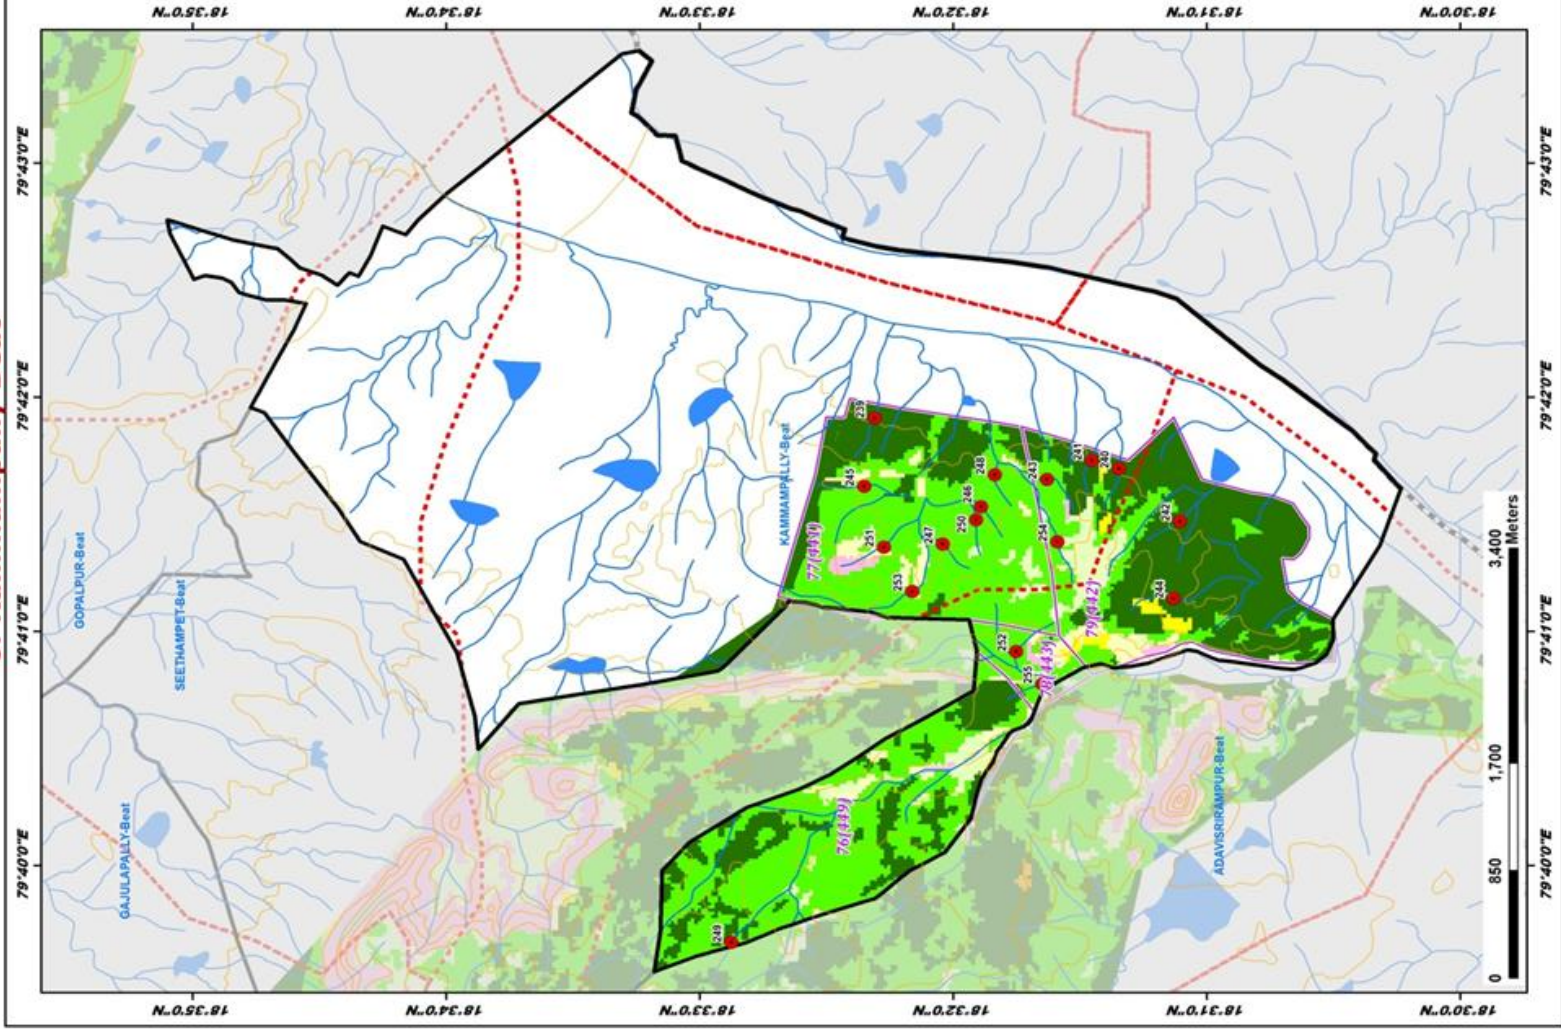 18°35'0"N
18°34'0"N
18°33'0"N
18°32'0"N
18°31'0"N
18°30'0"N
79°43'0"E
79°43'0"E
79°42'0"E
79°42'0"E
239
KAMMAMPALLY-Beat
245
248
241
240
243
246
250
242
GOPALPUR-Beat
77(441)
251
247
254
SEETHAMPET-Beat
253
244
79(442)
79°41'0"E
79°41'0"E
252
255
78(443)
GAJULAPALLY-Beat
76(449)
ADAVISRIRAMPUR-Beat
79°40'0"E
79°40'0"E
249
0 850 1,700 3,400
Meters
18°35'0"N
18°34'0"N
18°33'0"N
18°32'0"N
18°31'0"N
18°30'0"N